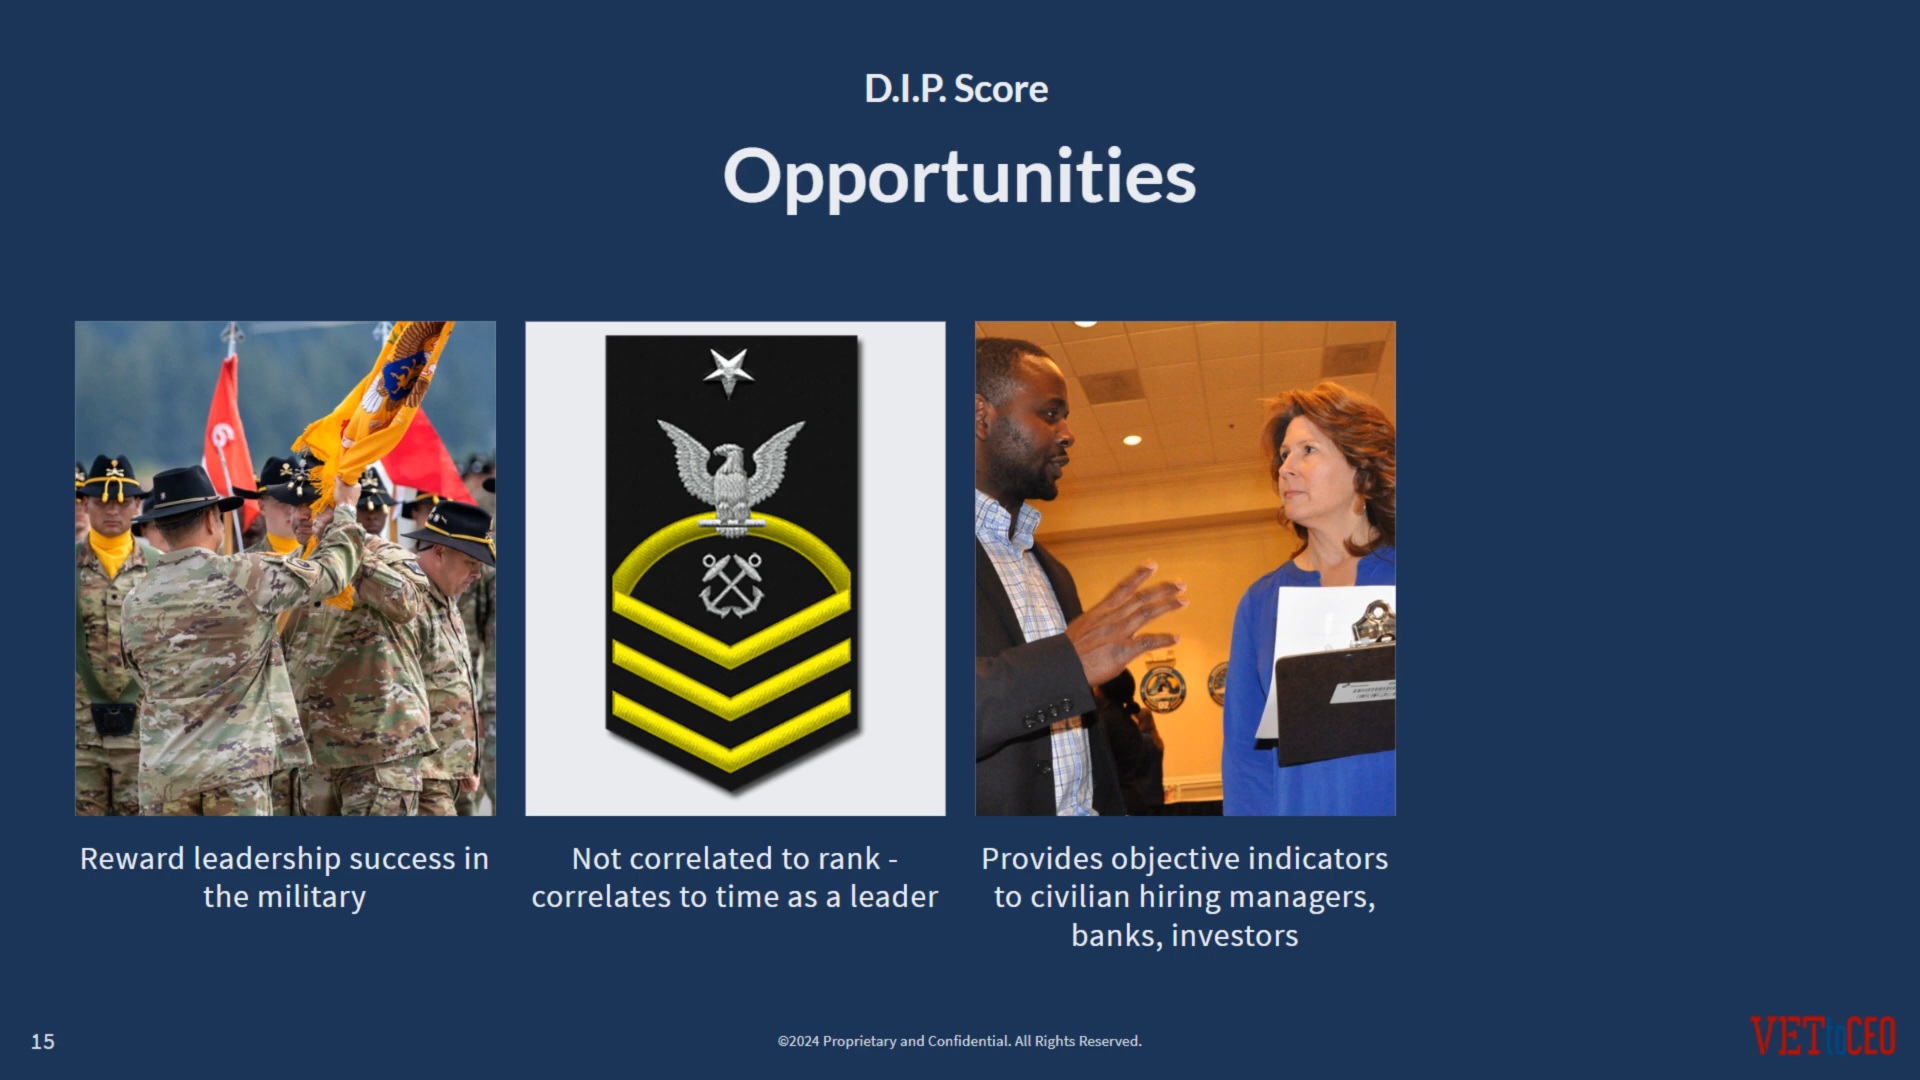 D.I.P. Score
Opportunities
6
Reward leadership success in
the military
Not correlated to rank -
correlates to time as a leader
Provides objective indicators
to civilian hiring managers,
banks, investors
15
©2024 Proprietary and Confidential. All Rights Reserved.
VETtoCEO